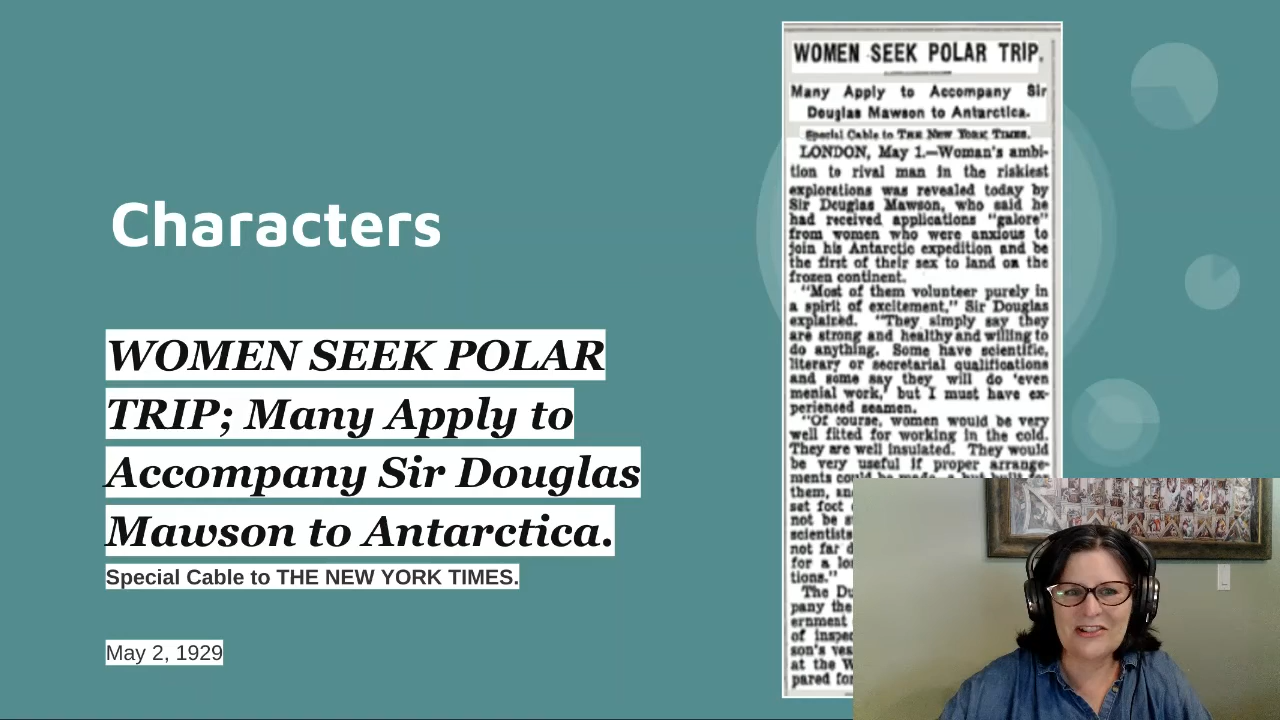 Characters
WOMEN SEEK POLAR
TRIP; Many Apply to
Accompany Sir Douglas
Mawson to Antarctica.
Special Cable to THE NEW YORK TIMES.
May 2, 1929
WOMEN SEEK POLAR TRIP.
Many Apply to Accompany Sir
Douglas Mawson to Antarctica.
Special Cable to THE NEW YORK TIMES.
LONDON, May 1.—Woman's ambi-
tion to rival man in the riskiest
explorations was revealed today by
Sir Douglas Mawson, who said he
had received applications "galore"
from women who were anxious to
join his Antarctic expedition and be
the first of their sex to land on the
frozen continent.
"Most of them volunteer purely in
a spirit of excitement," Sir Douglas
explained. "They simply say they
are strong and healthy and willing to
do anything. Some have scientific,
literary or secretarial qualifications
and some say they will do 'even
menial work,' but I must have ex-
perienced seamen.
"Of course, women would be very
well fitted for working in the cold.
They are well insulated. They would
be very useful if proper arrange-
ments could be made,
them,
set foot
not be
scientists
not far
for a
tions."
The
pany the
ernment
of
son's
at the
pared for